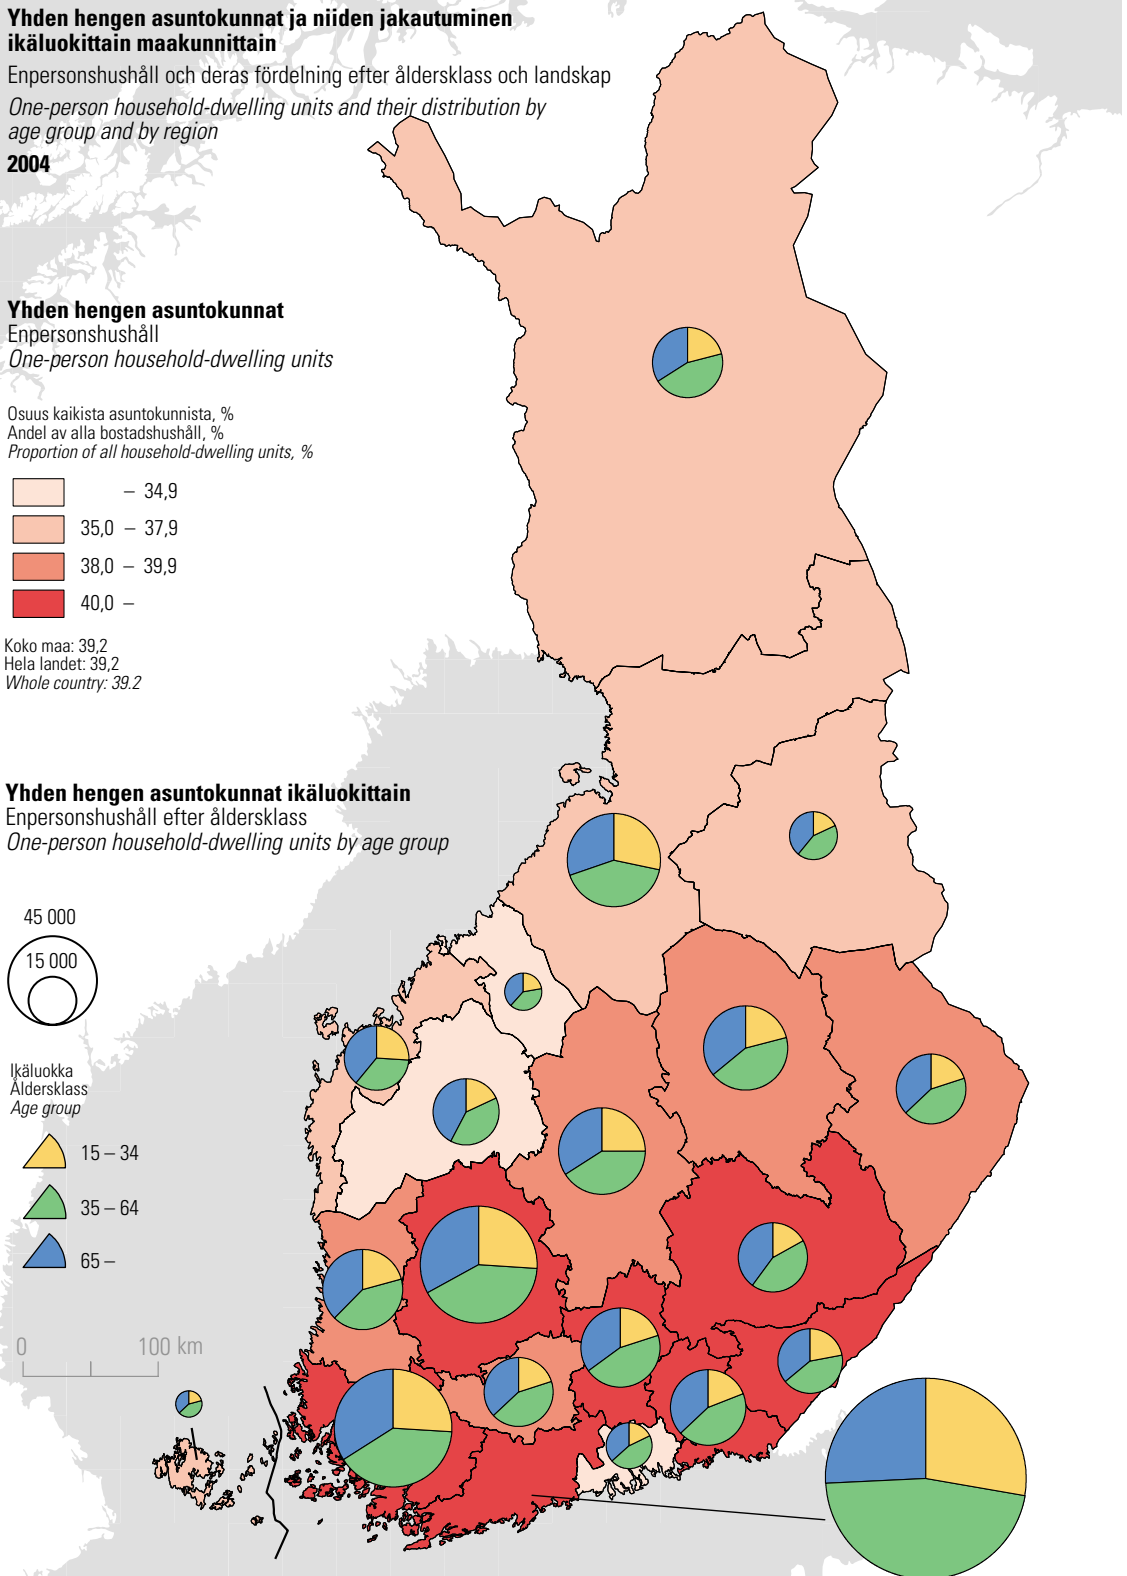 Yhden hengen asuntokunnat ja niiden jakautuminen
ikäluokittain maakunnittain
Enpersonshushåll och deras fördelning efter åldersklass och landskap
One-person household-dwelling units and their distribution by
age group and by region
2004
Yhden hengen asuntokunnat
Enpersonshushåll
One-person household-dwelling units
Osuus kaikista asuntokunnista, %
Andel av alla bostadshushåll, %
Proportion of all household-dwelling units, %
– 34,9
35,0 – 37,9
38,0 – 39,9
40,0 –
Koko maa: 39,2
Hela landet: 39,2
Whole country: 39.2
Yhden hengen asuntokunnat ikäluokittain
Enpersonshushåll efter åldersklass
One-person household-dwelling units by age group
45 000
15 000
Ikäluokka
Åldersklass
Age group
15 – 34
35 – 64
65 –
0 100 km